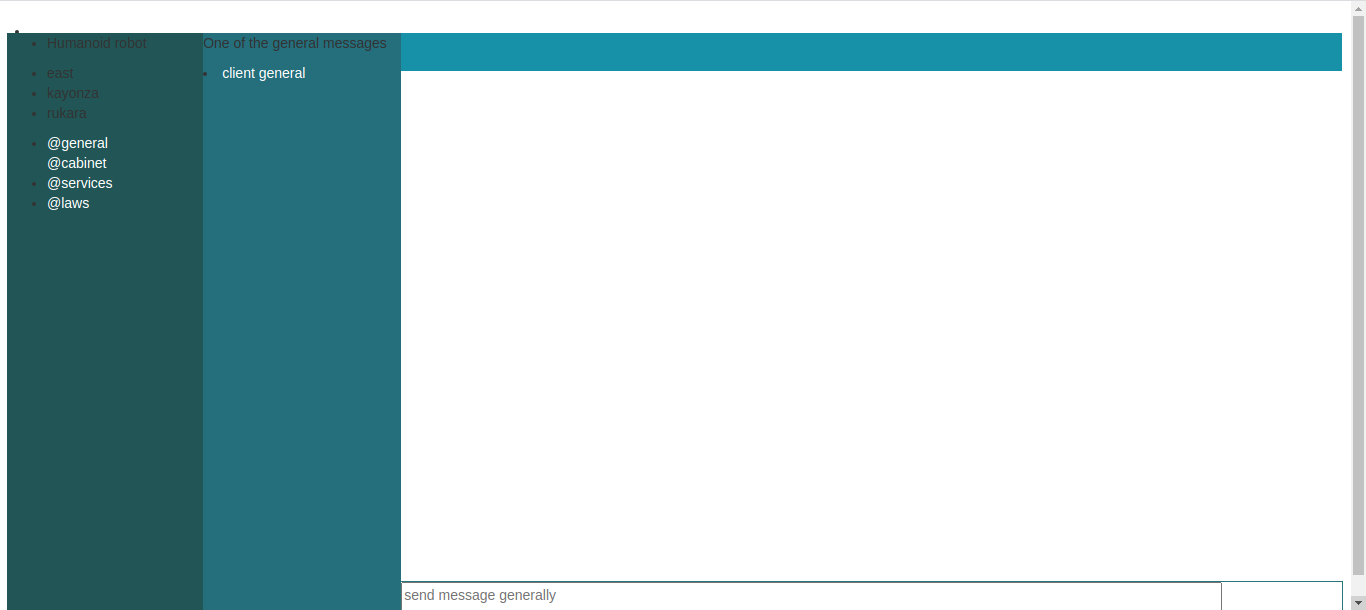 Humanoid robot
east
kayonza
rukara
@general
@cabinet
@services
@laws
One of the general messages
client general
send message generally